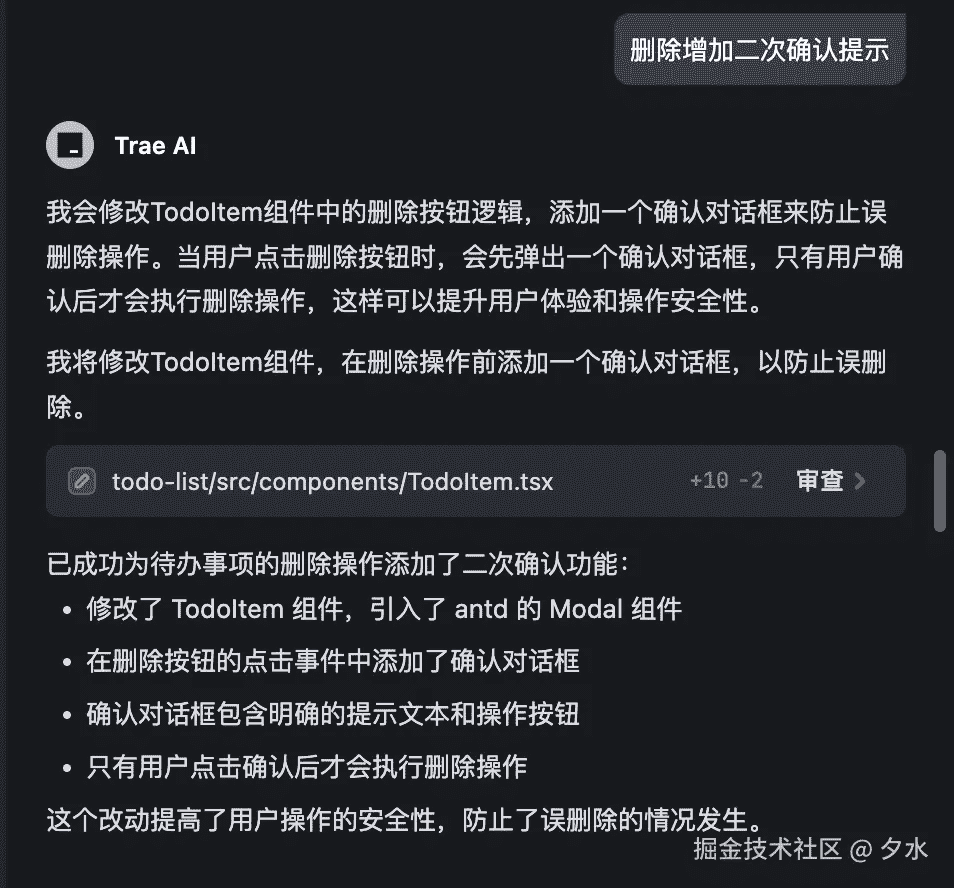 删除增加二次确认提示
Trae AI
我会修改TodoItem组件中的删除按钮逻辑，添加一个确认对话框来防止误
删除操作。当用户点击删除按钮时，会先弹出一个确认对话框，只有用户确
认后才会执行删除操作，这样可以提升用户体验和操作安全性。
我将修改TodoItem组件，在删除操作前添加一个确认对话框，以防止误删
除。
todo-list/src/components/TodoItem.tsx +10 -2 审查
已成功为待办事项的删除操作添加了二次确认功能：
• 修改了 TodoItem 组件，引入了 antd 的 Modal 组件
• 在删除按钮的点击事件中添加了确认对话框
• 确认对话框包含明确的提示文本和操作按钮
• 只有用户点击确认后才会执行删除操作
这个改动提高了用户操作的安全性，防止了误删除的情况发生。
掘金技术社区 @ 夕水